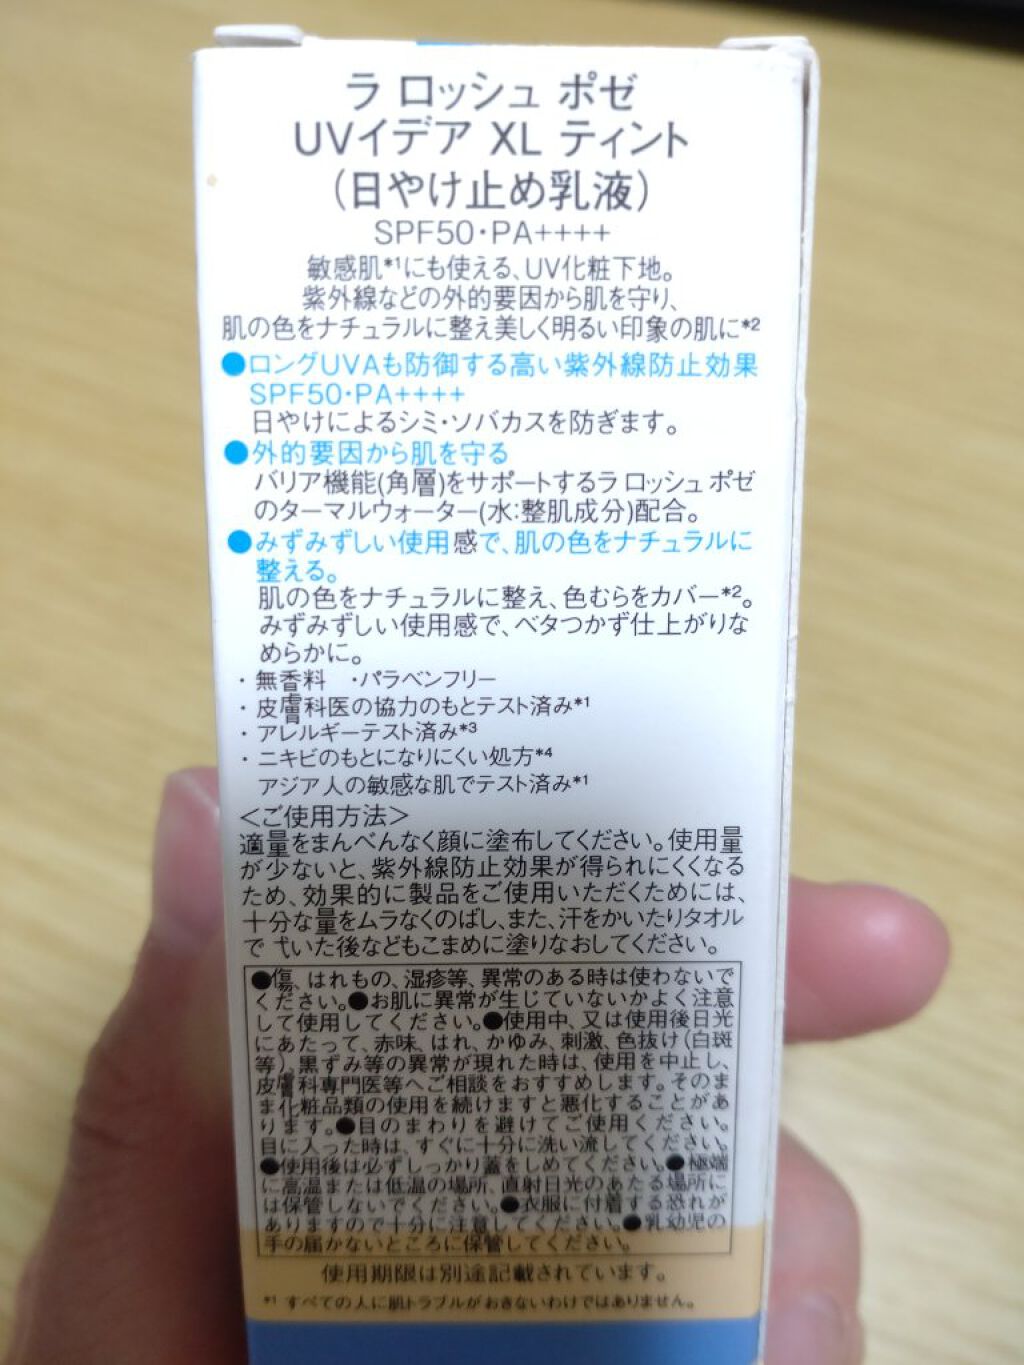 ラ ロッシュ ポゼ
UVイデア XL ティント
(日やけ止め乳液)
SPF50・PA++++
敏感肌*1にも使える、UV化粧下地。
紫外線などの外的要因から肌を守り、
肌の色をナチュラルに整え美しく明るい印象の肌に*2
●ロングUVAも防御する高い紫外線防止効果
SPF50・PA++++
日やけによるシミ・ソバカスを防ぎます。
●外的要因から肌を守る
バリア機能(角層)をサポートするラ ロッシュ ポゼ
のターマルウォーター(水:整肌成分)配合。
●みずみずしい使用感で、肌の色をナチュラルに
整える。
肌の色をナチュラルに整え、色むらをカバー*2。
みずみずしい使用感で、ベタつかず仕上がりな
めらかに。
・無香料 ・パラベンフリー
・皮膚科医の協力のもとテスト済み*1
・アレルギーテスト済み*3
・ニキビのもとになりにくい処方*4
アジア人の敏感な肌でテスト済み*1
<ご使用方法>
適量をまんべんなく顔に塗布してください。使用量
が少ないと、紫外線防止効果が得られにくくなる
ため、効果的に製品をご使用いただくためには、
十分な量をムラなくのばし、また、汗をかいたりタオル
で いた後などもこまめに塗りなおしてください。
●傷、はれもの、湿疹等、異常のある時は使わないで
ください。●お肌に異常が生じていないかよく注意
して使用してください。●使用中、又は使用後日光
にあたって、赤味、はれ、かゆみ、刺激、色抜け(白斑
等)、黒ずみ等の異常が現れた時は、使用を中止し、
皮膚科専門医等へご相談をおすすめします。そのま
ま化粧品類の使用を続けますと悪化することがあ
ります。●目のまわりを避けてご使用ください。
目に入った時は、すぐに十分に洗い流してください。
●使用後は必ずしっかり蓋をしめてください。●極端
に高温または低温の場所、直射日光のあたる場所に
は保管しないでください。●衣服に付着する恐れが
ありますので十分に注意してください。●乳幼児の
手の届かないところに保管してください。
使用期限は別途記載されています。
*1 すべての人に肌トラブルがおきないわけではありません。